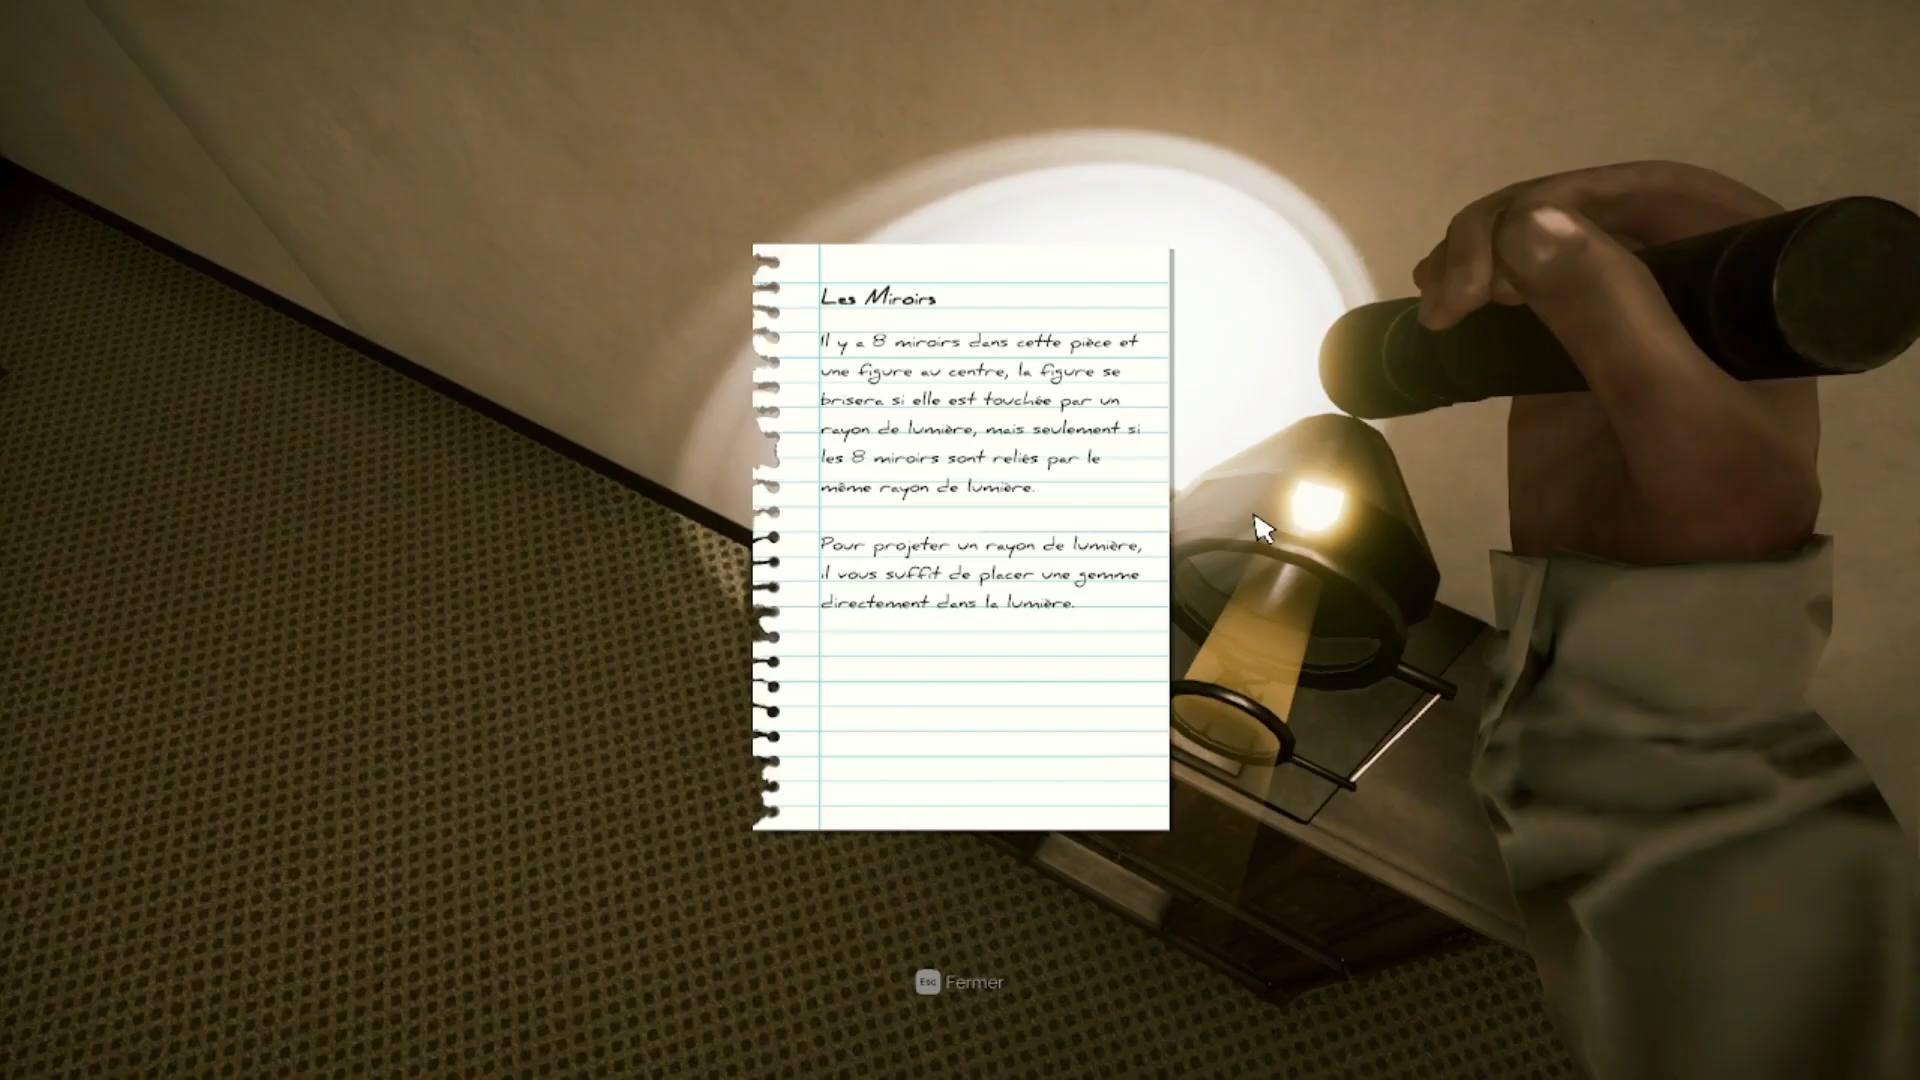 Les Miroirs
Il y a 8 miroirs dans cette pièce et
une figure au centre, la figure se
brisera si elle est touchée par un
rayon de lumière, mais seulement si
les 8 miroirs sont reliés par le
même rayon de lumière.
Pour projeter un rayon de lumière,
il vous suffit de placer une gemme
directement dans la lumière.
Esc Fermer